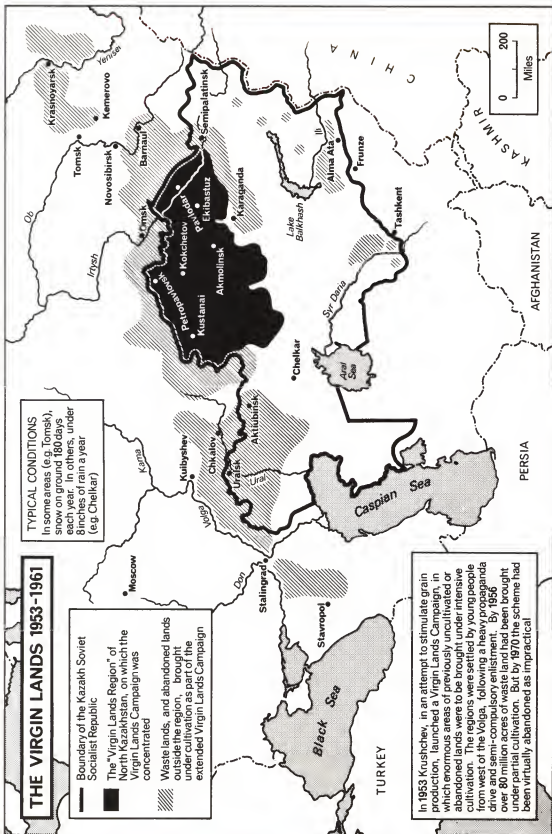 THE VIRGIN LANDS 1953-1961
Boundary of the Kazakh Soviet
Socialist Republic
The "Virgin Lands Region" of
North Kazakhstan, on which the
Virgin Lands Campaign was
concentrated
Waste lands, and abandoned lands
outside the region, brought
under cultivation as part of the
extended Virgin Lands Campaign
TYPICAL CONDITIONS
In some areas (e.g. Tomsk),
snow on ground 180 days
each year. In others, under
8 inches of rain a year
(e.g. Chelkar)
In 1953 Krushchev, in an attempt to stimulate grain
production, launched a Virgin Lands Campaign, in
which enormous areas of previously uncultivated or
abandoned lands were to be brought under intensive
cultivation. The regions were settled by young people
from west of the Volga, following a heavy propaganda
drive and semi-compulsory enlistment. By 1956
over 80 million acres of waste land had been brought
under partial cultivation. But by 1970 the scheme had
been virtually abandoned as impractical
Moscow
Kama
Kuibyshev
Volga
Chkalov
Uralsk
Ural
Aktiubinsk
Don
Stalingrad
Stavropol
Black Sea
TURKEY
Caspian Sea
PERSIA
Aral
Sea
Chelkar
Syr Daria
Tashkent
AFGHANISTAN
KASHMIR
CHINA
Frunze
Alma Ata
Ili
Lake
Balkhash
Karaganda
Akmolinsk
Kustanai
Kokchetov
Petropavlovsk
Pavlodar
Ekibastuz
Semipalatinsk
Omsk
Irtysh
Ob
Tomsk
Novosibirsk
Barnaul
Kemerovo
Krasnoyarsk
Yenisei
200
Miles